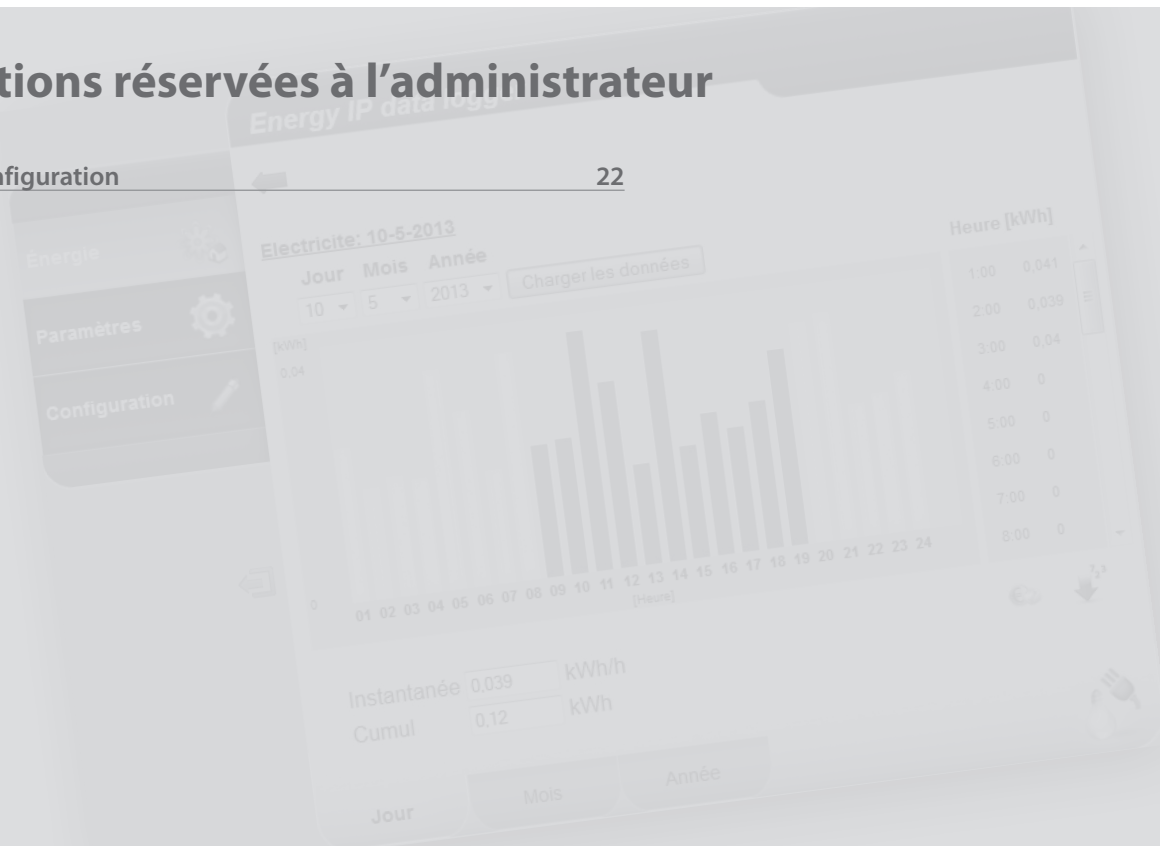 tions réservées à l’administrateur
Energy IP data logg
nfiguration 22
Energie
Paramètres
Configuration
Electricite: 10-5-2013
Jour Mois Année
10 5 2013 Charger les données
Heure [kWh]
1:00 0,041
2:00 0,039
3:00 0,04
4:00 0
5:00 0
6:00 0
7:00 0
8:00 0
[kWh]
0.04
0
01 02 03 04 05 06 07 08 09 10 11 12 13 14 15 16 17 18 19 20 21 22 23 24
[Heure]
Instantanée 0.039 kWh/h
Cumul 0,12 kWh
Jour Mois Année